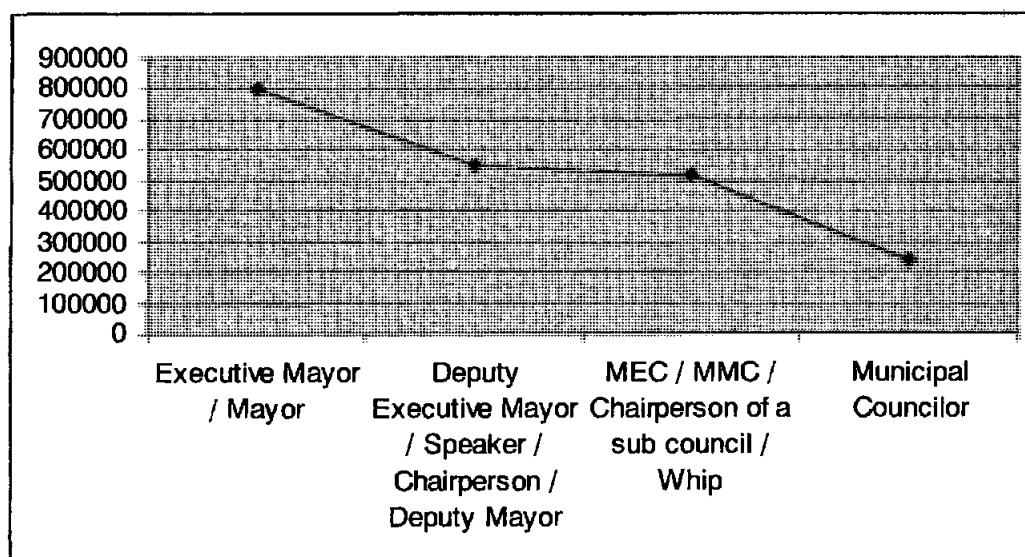 900000
800000
700000
600000
500000
400000
300000
200000
100000
0
Executive Mayor
/ Mayor
Deputy
Executive Mayor
/ Speaker /
Chairperson /
Deputy Mayor
MEC / MMC /
Chairperson of a
sub council /
Whip
Municipal
Councilor